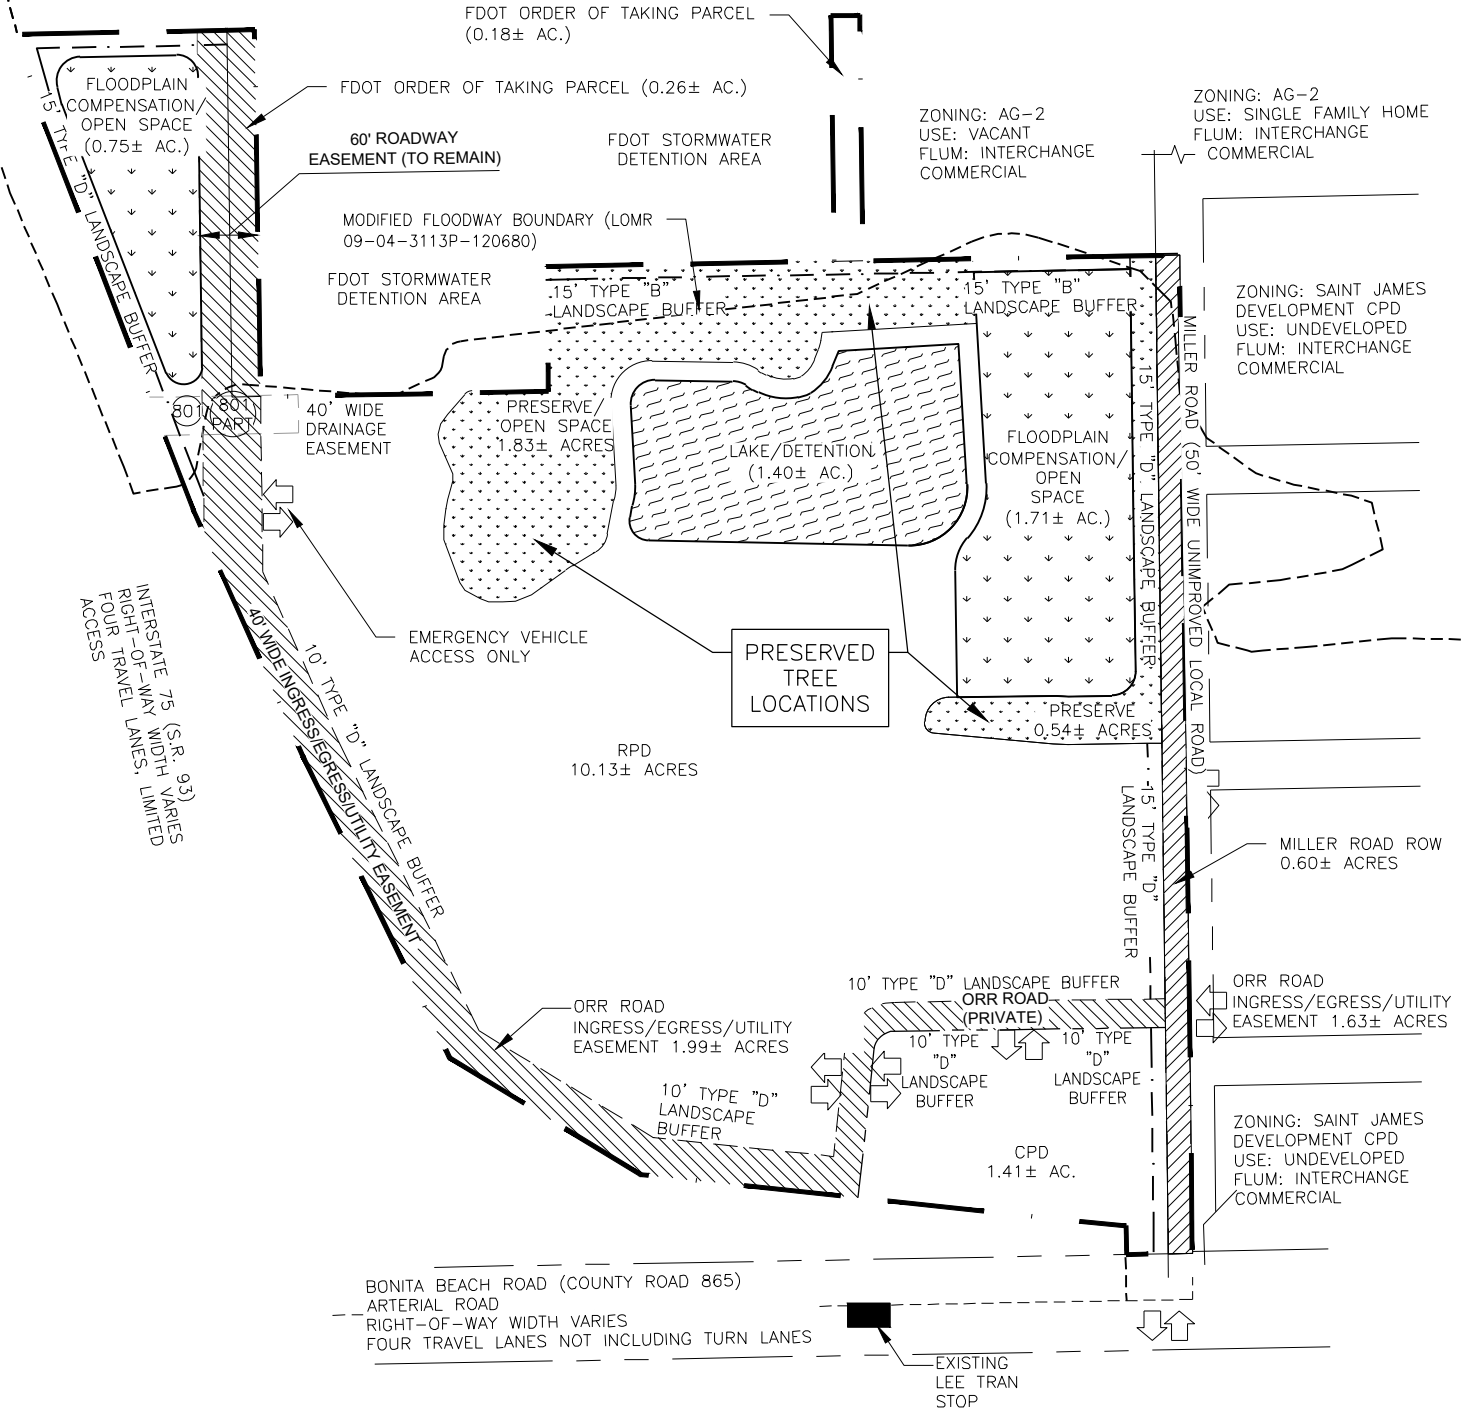 FDOT ORDER OF TAKING PARCEL
(0.18± AC.)
FLOODPLAIN
COMPENSATION/
OPEN SPACE
(0.75± AC.)
FDOT ORDER OF TAKING PARCEL (0.26± AC.)
60' ROADWAY
EASEMENT (TO REMAIN)
FDOT STORMWATER
DETENTION AREA
ZONING: AG-2
USE: VACANT
FLUM: INTERCHANGE
COMMERCIAL
ZONING: AG-2
USE: SINGLE FAMILY HOME
FLUM: INTERCHANGE
COMMERCIAL
15' TYPE "D" LANDSCAPE BUFFER
MODIFIED FLOODWAY BOUNDARY (LOMR
09-04-3113P-120680)
FDOT STORMWATER
DETENTION AREA
15' TYPE "B"
LANDSCAPE BUFFER
15' TYPE "B"
LANDSCAPE BUFFER
ZONING: SAINT JAMES
DEVELOPMENT CPD
USE: UNDEVELOPED
FLUM: INTERCHANGE
COMMERCIAL
801
801
PART
40' WIDE
DRAINAGE
EASEMENT
PRESERVE/
OPEN SPACE
1.83± ACRES
LAKE/DETENTION
(1.40± AC.)
FLOODPLAIN
COMPENSATION/
OPEN
SPACE
(1.71± AC.)
15' TYPE "D" LANDSCAPE BUFFER
MILLER ROAD (50' WIDE UNIMPROVED LOCAL ROAD)
INTERSTATE 75 (S.R. 93)
RIGHT-OF-WAY WIDTH VARIES
FOUR TRAVEL LANES, LIMITED
ACCESS
EMERGENCY VEHICLE
ACCESS ONLY
40' WIDE INGRESS/EGRESS/UTILITY EASEMENT
10' TYPE "D" LANDSCAPE BUFFER
PRESERVED
TREE
LOCATIONS
PRESERVE
0.54± ACRES
RPD
10.13± ACRES
15' TYPE "D"
LANDSCAPE BUFFER
MILLER ROAD ROW
0.60± ACRES
10' TYPE "D" LANDSCAPE BUFFER
ORR ROAD
(PRIVATE)
ORR ROAD
INGRESS/EGRESS/UTILITY
EASEMENT 1.63± ACRES
ORR ROAD
INGRESS/EGRESS/UTILITY
EASEMENT 1.99± ACRES
10' TYPE
"D"
LANDSCAPE
BUFFER
10' TYPE
"D"
LANDSCAPE
BUFFER
10' TYPE "D"
LANDSCAPE
BUFFER
CPD
1.41± AC.
ZONING: SAINT JAMES
DEVELOPMENT CPD
USE: UNDEVELOPED
FLUM: INTERCHANGE
COMMERCIAL
BONITA BEACH ROAD (COUNTY ROAD 865)
ARTERIAL ROAD
RIGHT-OF-WAY WIDTH VARIES
FOUR TRAVEL LANES NOT INCLUDING TURN LANES
EXISTING
LEE TRAN
STOP